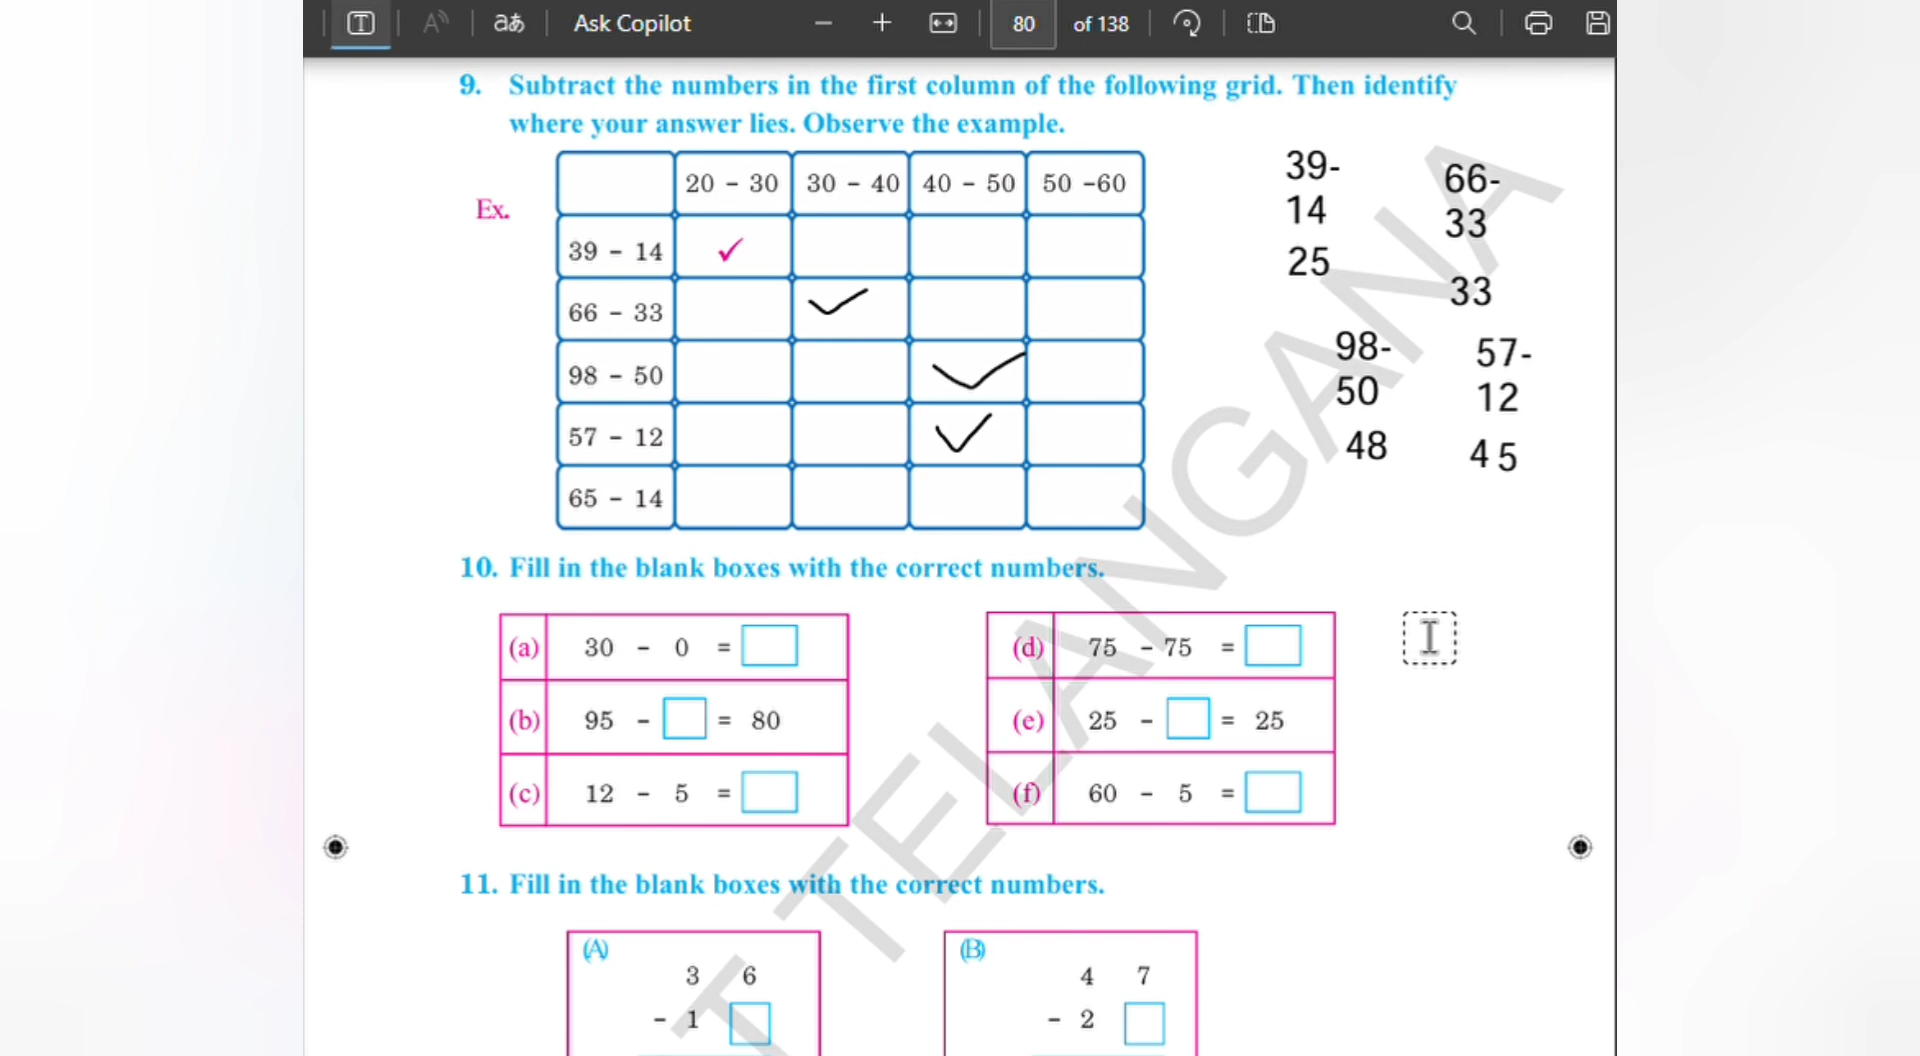 aあ Ask Copilot 80 of 138
9. Subtract the numbers in the first column of the following grid. Then identify
where your answer lies. Observe the example.
20 - 30 30 - 40 40 - 50 50 -60
Ex.
39 - 14 ✓
66 - 33 ✓
98 - 50 ✓
57 - 12 ✓
65 - 14
39-
14
25
66-
33
33
98-
50
48
57-
12
45
10. Fill in the blank boxes with the correct numbers.
(a) 30 - 0 =
(b) 95 - = 80
(c) 12 - 5 =
(d) 75 - 75 =
(e) 25 - = 25
(f) 60 - 5 =
11. Fill in the blank boxes with the correct numbers.
(A)
3 6
- 1
(B)
4 7
- 2
T TELANGANA